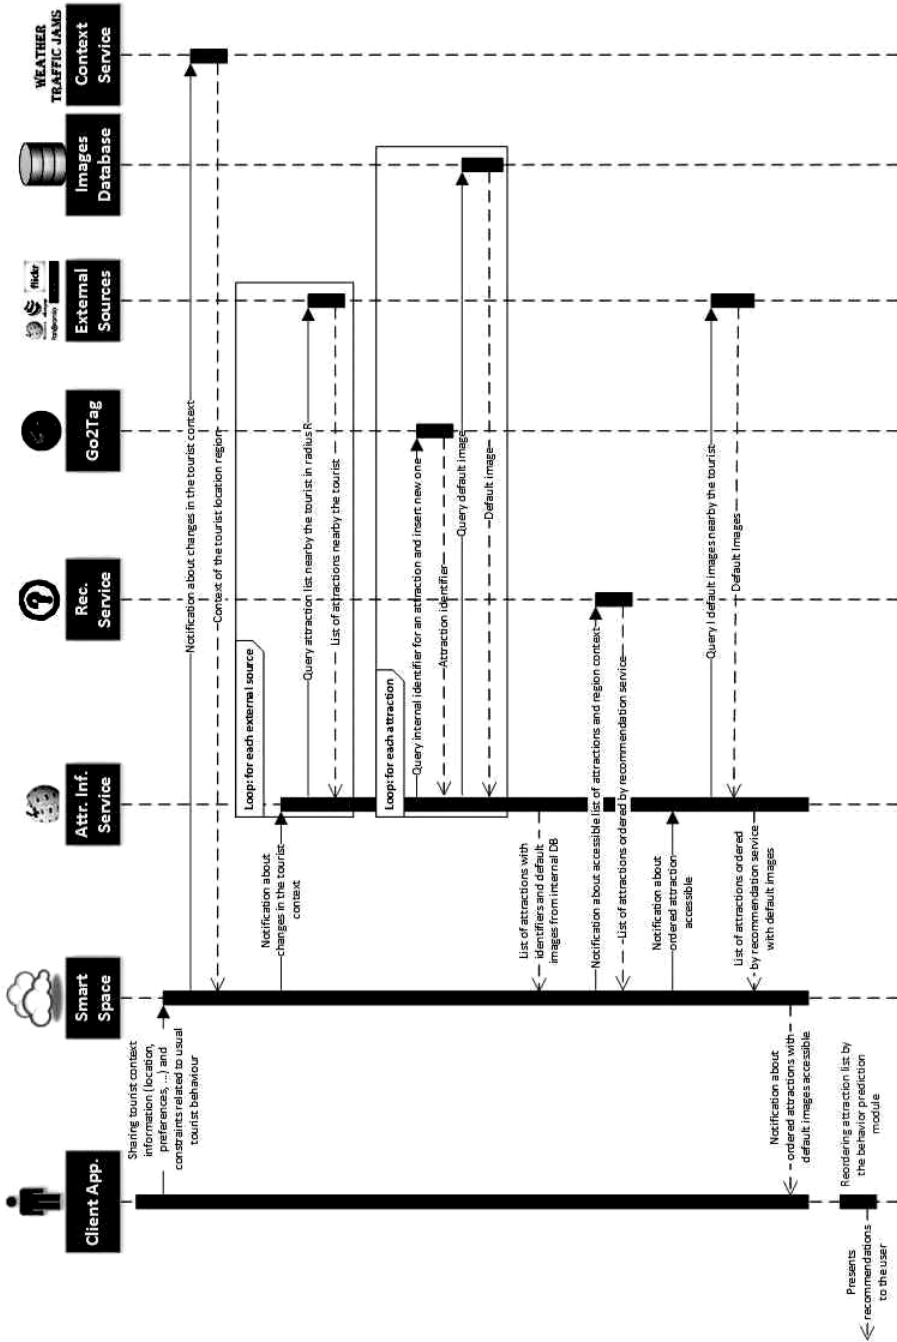 Client App.
Smart
Space
Attr. Inf.
Service
Rec.
Service
Go2Tag
External
Sources
flickr
Images
Database
WEATHER
TRAFFIC JAMS
Context
Service
Sharing tourist context
information (location,
preferences, ...) and
constraints related to usual
tourist behaviour
Notification about changes in the tourist context
Context of the tourist location region
Loop: for each external source
Notification about
changes in the tourist
context
Query attraction list nearby the tourist in radius R
List of attractions nearby the tourist
Loop: for each attraction
Query internal identifier for an attraction and insert new one
Attraction identifier
Query default image
Default image
List of attractions with
identifiers and default
images from internal DB
Notification about accessible list of attractions and region context
List of attractions ordered by recommendation service
Notification about
ordered attraction
accessible
Query I default images nearby the tourist
Default Images
List of attractions ordered
by recommendation service
with default images
Notification about
ordered attractions with
default images accessible
Reordering attraction list by
the behavior prediction
module
Presents
recommendations
to the user